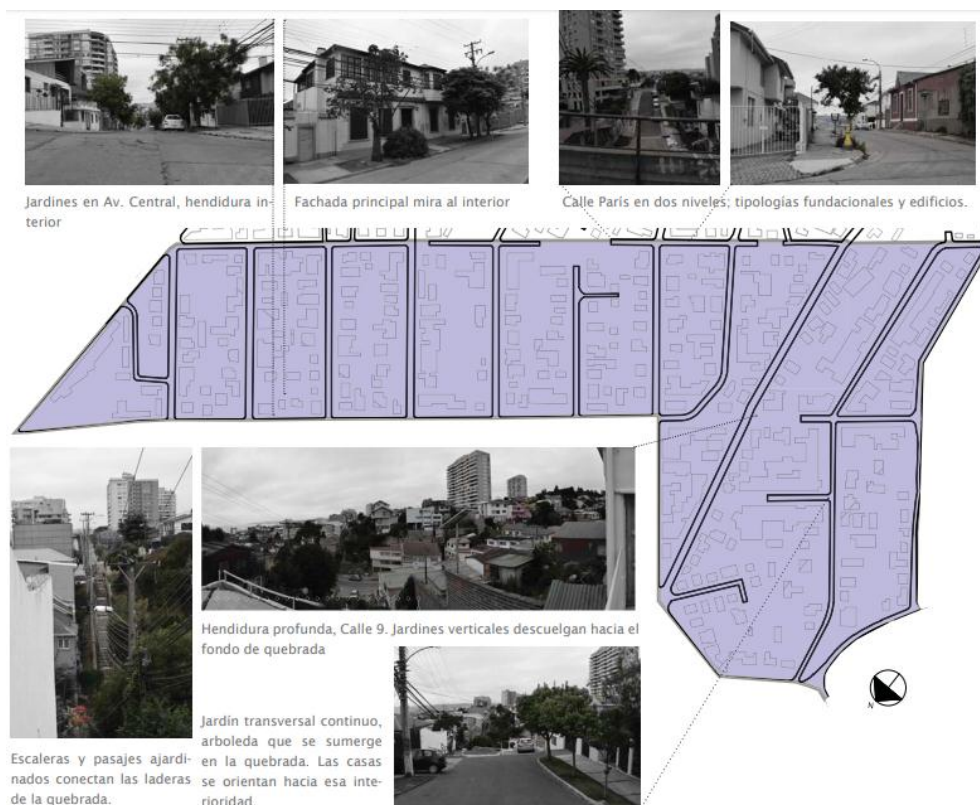 Jardines en Av. Central, hendidura in-
terior
Fachada principal mira al interior
Calle París en dos niveles; tipologías fundacionales y edificios.
Hendidura profunda, Calle 9. Jardines verticales descuelgan hacia el
fondo de quebrada
Escaleras y pasajes ajardi-
nados conectan las laderas
de la quebrada.
Jardín transversal continuo,
arboleda que se sumerge
en la quebrada. Las casas
se orientan hacia esa inte-
rioridad
N